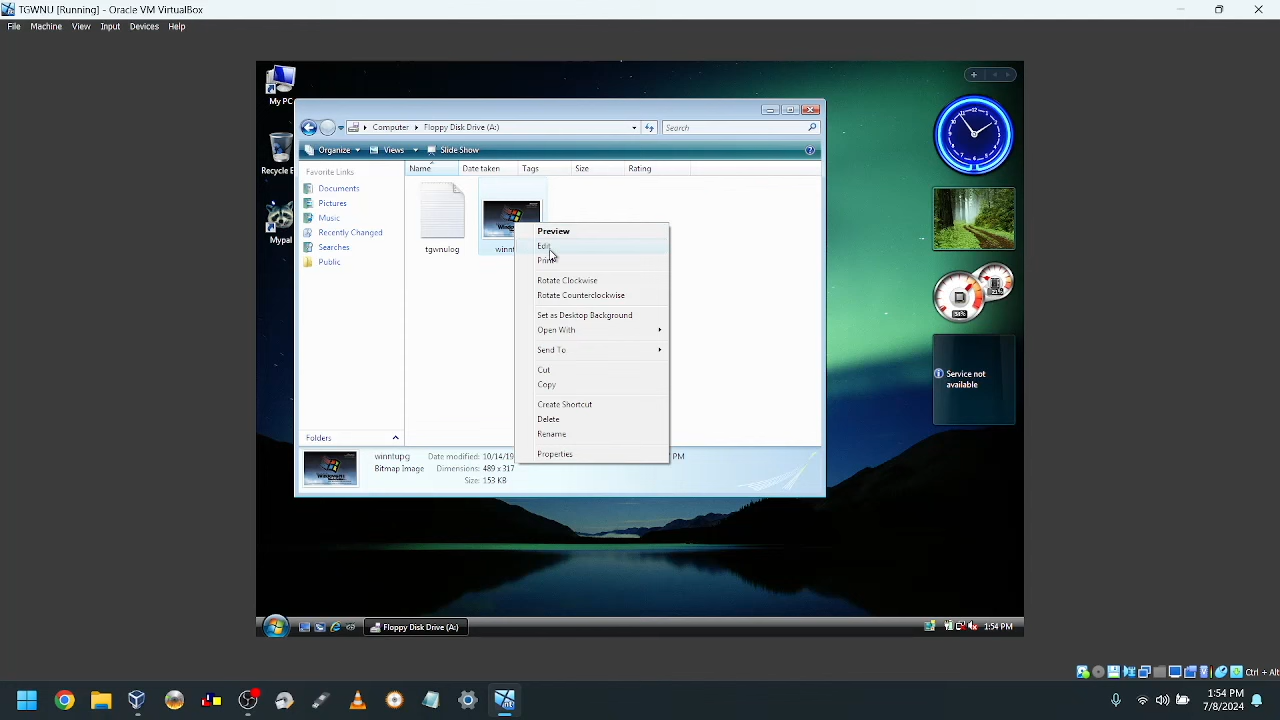 TGWNU [Running] - Oracle VM VirtualBox
File Machine View Input Devices Help
My PC
Computer Floppy Disk Drive (A:) Search
Organize Views Slide Show
Favorite Links
Name Date taken Tags Size Rating
Documents
Pictures
Music
Recently Changed
Searches
Public
tgwnulog
Mypal
Preview
Edit
Print
Rotate Clockwise
Rotate Counterclockwise
Set as Desktop Background
Open With
Send To
Cut
Copy
Create Shortcut
Delete
Rename
Properties
Folders
winntupg Date modified: 10/14/19
Bitmap Image Dimensions: 489 x 317
Size: 153 KB
Service not
available
Floppy Disk Drive (A:)
1:54 PM
Ctrl + Alt
1:54 PM
7/8/2024